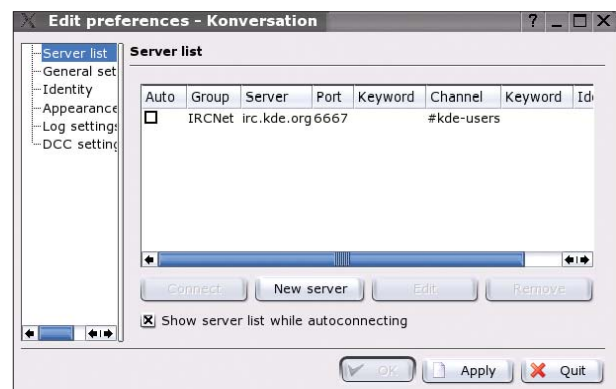 Edit preferences - Konversation
Server list
General set
Identity
Appearance
Log settings
DCC setting
Server list
Auto Group Server Port Keyword Channel Keyword Id
IRCNet irc.kde.org 6667 #kde-users
Connect New server Edit Remove
Show server list while autoconnecting
OK Apply Quit